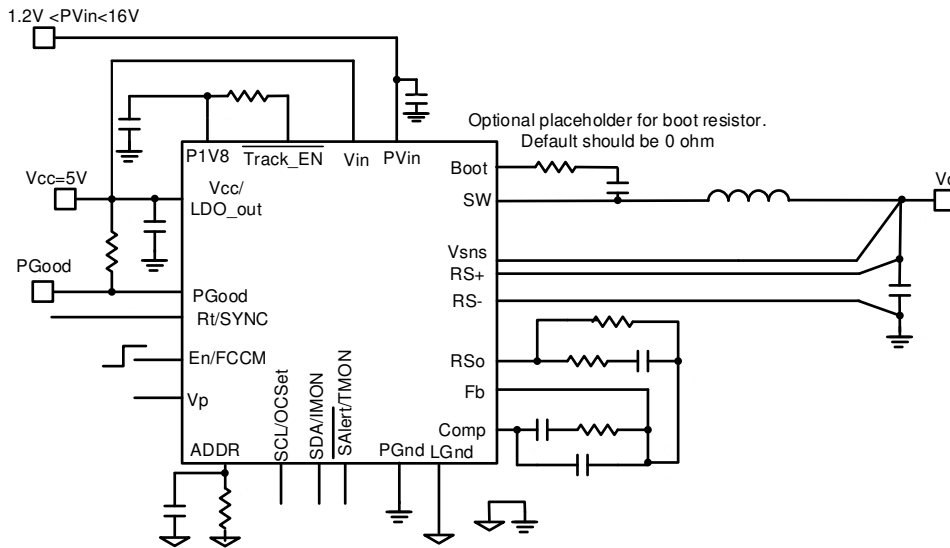 1.2V <PVin<16V
Optional placeholder for boot resistor.
Default should be 0 ohm
P1V8
Track_EN
Vin
PVin
Boot
Vcc=5V
Vcc/
LDO_out
SW
Vsns
RS+
RS-
PGood
PGood
Rt/SYNC
En/FCCM
Vp
ADDR
SCL/OCSet
SDA/IMON
SAlert/TMON
PGnd
LGnd
RSo
Fb
Comp